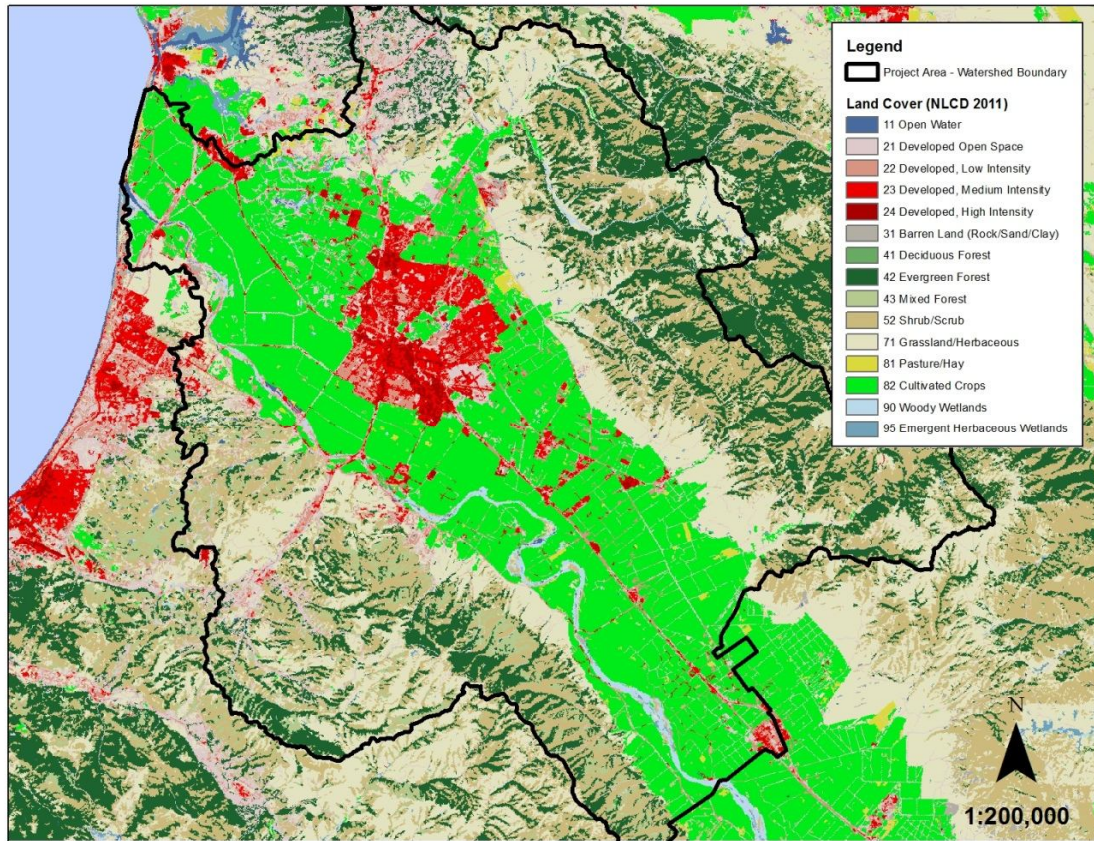 Legend
Project Area - Watershed Boundary
Land Cover (NLCD 2011)
11 Open Water
21 Developed Open Space
22 Developed, Low Intensity
23 Developed, Medium Intensity
24 Developed, High Intensity
31 Barren Land (Rock/Sand/Clay)
41 Deciduous Forest
42 Evergreen Forest
43 Mixed Forest
52 Shrub/Scrub
71 Grassland/Herbaceous
81 Pasture/Hay
82 Cultivated Crops
90 Woody Wetlands
95 Emergent Herbaceous Wetlands
N
1:200,000